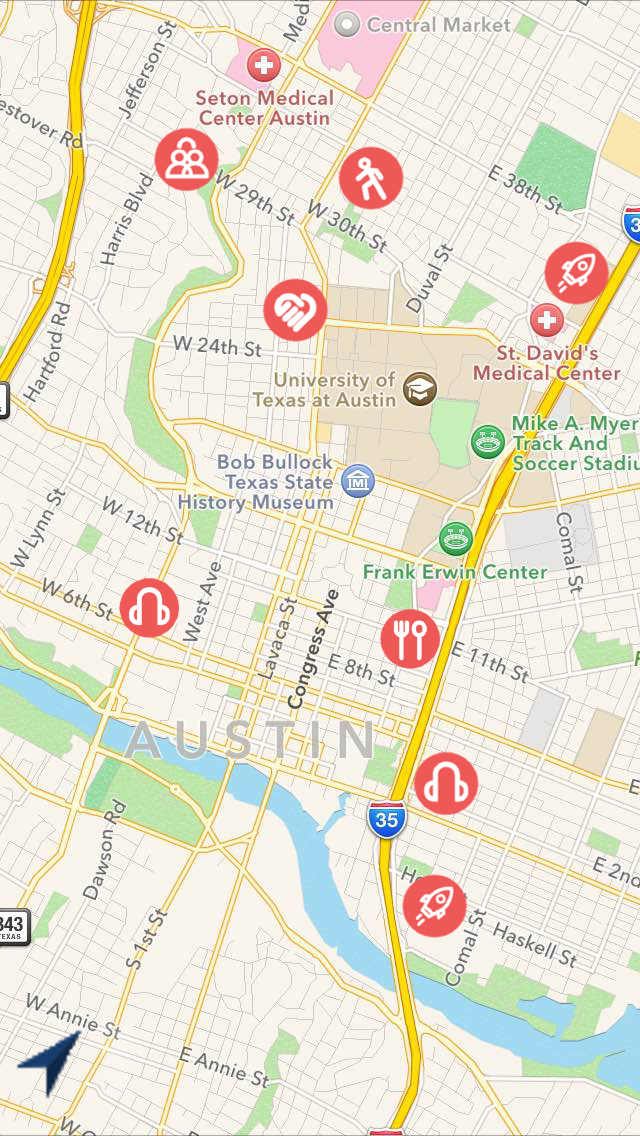 Medi
Central Market
Jefferson St
Seton Medical
Center Austin
estover Rd
E 38th St
W 29th St
W 30th St
Harris Blvd
3
Duval St
Hartford Rd
W 24th St
St. David's
Medical Center
University of
Texas at Austin
Mike A. Myer
Track And
Soccer Stadiu
Bob Bullock
Texas State
History Museum
W Lynn St
W 12th St
Comal St
Frank Erwin Center
W 6th St
West Ave
Lavaca St
Congress Ave
E 8th St
E 11th St
AUSTIN
E
35
Dawson Rd
E 2nd
Haskell St
Comal St
343
TEXAS
S 1st St
W Annie St
E Annie St